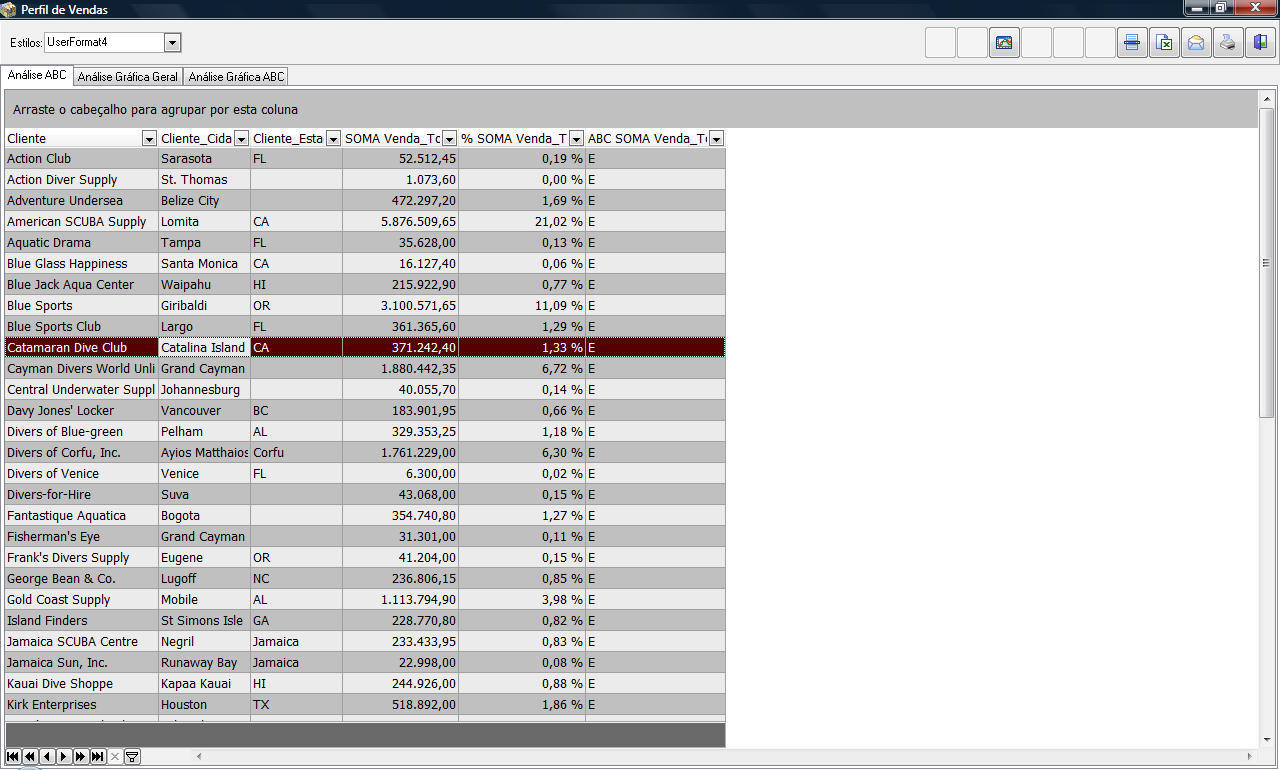 Perfil de Vendas
Estilos: UserFormat4
Análise ABC Análise Gráfica Geral Análise Gráfica ABC
Arraste o cabeçalho para agrupar por esta coluna
Cliente Cliente_Cida Cliente_Esta SOMA Venda_Tc % SOMA Venda_T ABC SOMA Venda_T
Action Club Sarasota FL 52.512,45 0,19 % E
Action Diver Supply St. Thomas 1.073,60 0,00 % E
Adventure Undersea Belize City 472.297,20 1,69 % E
American SCUBA Supply Lomita CA 5.876.509,65 21,02 % E
Aquatic Drama Tampa FL 35.628,00 0,13 % E
Blue Glass Happiness Santa Monica CA 16.127,40 0,06 % E
Blue Jack Aqua Center Waipahu HI 215.922,90 0,77 % E
Blue Sports Giribaldi OR 3.100.571,65 11,09 % E
Blue Sports Club Largo FL 361.365,60 1,29 % E
Catamaran Dive Club Catalina Island CA 371.242,40 1,33 % E
Cayman Divers World Unli Grand Cayman 1.880.442,35 6,72 % E
Central Underwater Suppl Johannesburg 40.055,70 0,14 % E
Davy Jones' Locker Vancouver BC 183.901,95 0,66 % E
Divers of Blue-green Pelham AL 329.353,25 1,18 % E
Divers of Corfu, Inc. Ayios Matthaios Corfu 1.761.229,00 6,30 % E
Divers of Venice Venice FL 6.300,00 0,02 % E
Divers-for-Hire Suva 43.068,00 0,15 % E
Fantastique Aquatica Bogota 354.740,80 1,27 % E
Fisherman's Eye Grand Cayman 31.301,00 0,11 % E
Frank's Divers Supply Eugene OR 41.204,00 0,15 % E
George Bean & Co. Lugoff NC 236.806,15 0,85 % E
Gold Coast Supply Mobile AL 1.113.794,90 3,98 % E
Island Finders St Simons Isle GA 228.770,80 0,82 % E
Jamaica SCUBA Centre Negril Jamaica 233.433,95 0,83 % E
Jamaica Sun, Inc. Runaway Bay Jamaica 22.998,00 0,08 % E
Kauai Dive Shoppe Kapaa Kauai HI 244.926,00 0,88 % E
Kirk Enterprises Houston TX 518.892,00 1,86 % E